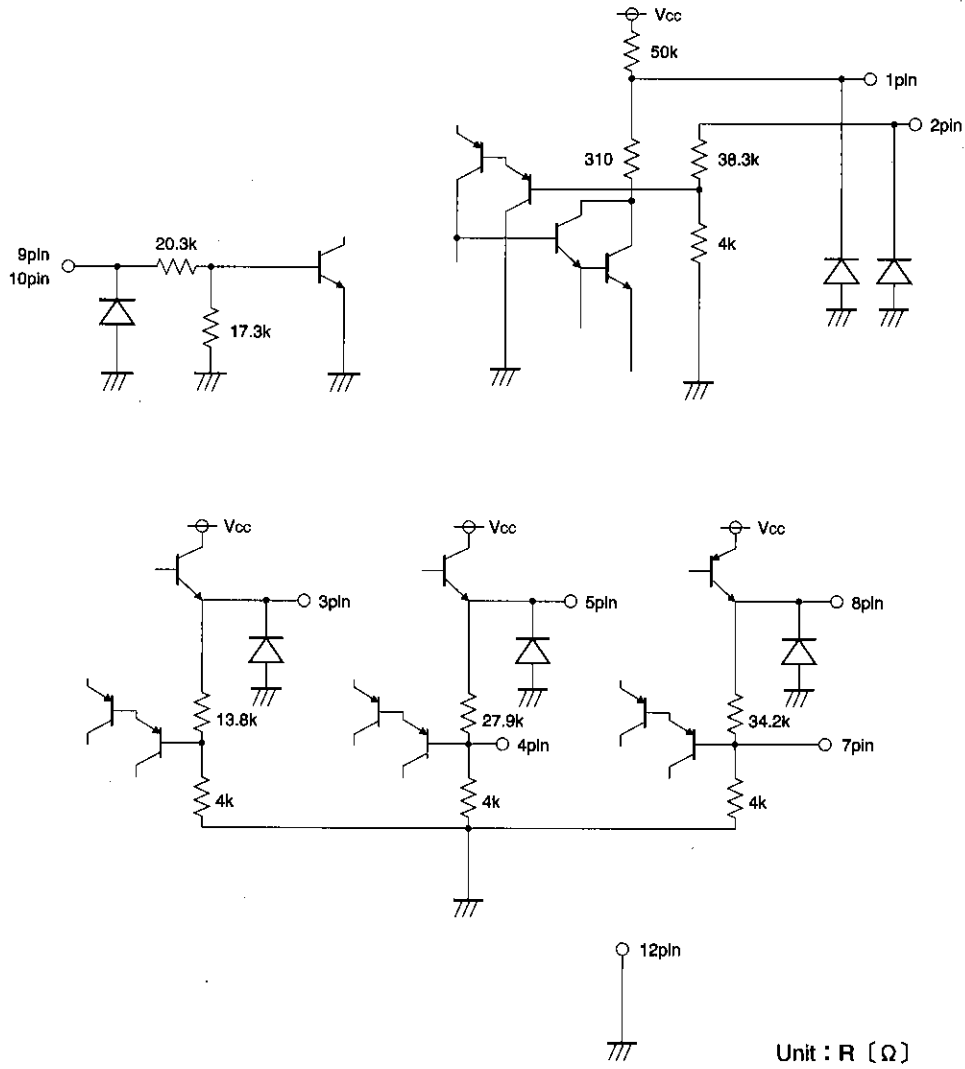 Vcc
50k
1pin
2pin
310
38.3k
4k
9pin
10pin
20.3k
17.3k
Vcc
3pin
13.8k
4k
Vcc
5pin
27.9k
4pin
4k
Vcc
8pin
34.2k
7pin
4k
12pin
Unit : R〔Ω〕